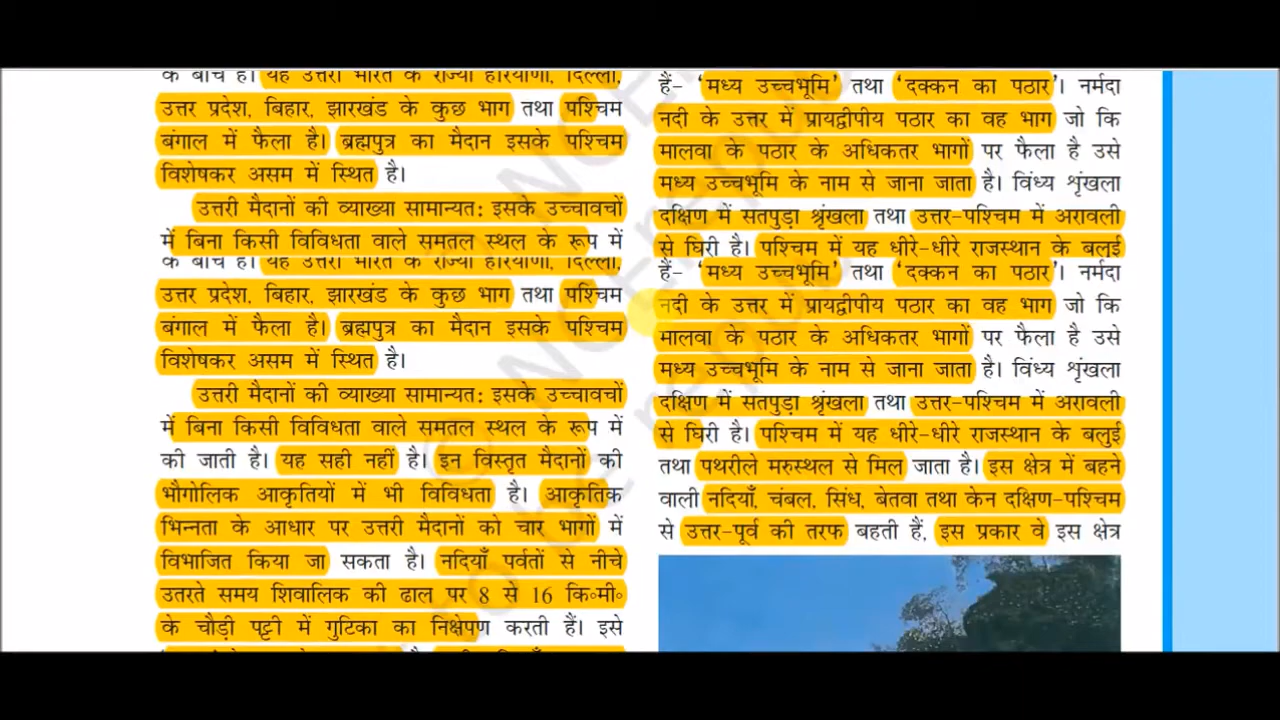 के बीच है। यह उत्तरी भारत के राज्यों हरियाणा, दिल्ली,
उत्तर प्रदेश, बिहार, झारखंड के कुछ भाग तथा पश्चिम
बंगाल में फैला है। ब्रह्मपुत्र का मैदान इसके पश्चिम
विशेषकर असम में स्थित है।
उत्तरी मैदानों की व्याख्या सामान्यत: इसके उच्चावचों
में बिना किसी विविधता वाले समतल स्थल के रूप में
के बीच है। यह उत्तरी भारत के राज्यों हरियाणा, दिल्ली,
उत्तर प्रदेश, बिहार, झारखंड के कुछ भाग तथा पश्चिम
बंगाल में फैला है। ब्रह्मपुत्र का मैदान इसके पश्चिम
विशेषकर असम में स्थित है।
उत्तरी मैदानों की व्याख्या सामान्यत: इसके उच्चावचों
में बिना किसी विविधता वाले समतल स्थल के रूप में
की जाती है। यह सही नहीं है। इन विस्तृत मैदानों की
भौगोलिक आकृतियों में भी विविधता है। आकृतिक
भिन्नता के आधार पर उत्तरी मैदानों को चार भागों में
विभाजित किया जा सकता है। नदियाँ पर्वतों से नीचे
उतरते समय शिवालिक की ढाल पर 8 से 16 कि॰मी॰
के चौड़ी पट्टी में गुटिका का निक्षेपण करती हैं। इसे
हैं- ‘मध्य उच्चभूमि’ तथा ‘दक्कन का पठार’। नर्मदा
नदी के उत्तर में प्रायद्वीपीय पठार का वह भाग जो कि
मालवा के पठार के अधिकतर भागों पर फैला है उसे
मध्य उच्चभूमि के नाम से जाना जाता है। विंध्य शृंखला
दक्षिण में सतपुड़ा श्रृंखला तथा उत्तर-पश्चिम में अरावली
से घिरी है। पश्चिम में यह धीरे-धीरे राजस्थान के बलुई
हैं- ‘मध्य उच्चभूमि’ तथा ‘दक्कन का पठार’। नर्मदा
नदी के उत्तर में प्रायद्वीपीय पठार का वह भाग जो कि
मालवा के पठार के अधिकतर भागों पर फैला है उसे
मध्य उच्चभूमि के नाम से जाना जाता है। विंध्य शृंखला
दक्षिण में सतपुड़ा श्रृंखला तथा उत्तर-पश्चिम में अरावली
से घिरी है। पश्चिम में यह धीरे-धीरे राजस्थान के बलुई
तथा पथरीले मरुस्थल से मिल जाता है। इस क्षेत्र में बहने
वाली नदियाँ, चंबल, सिंध, बेतवा तथा केन दक्षिण-पश्चिम
से उत्तर-पूर्व की तरफ बहती हैं, इस प्रकार वे इस क्षेत्र